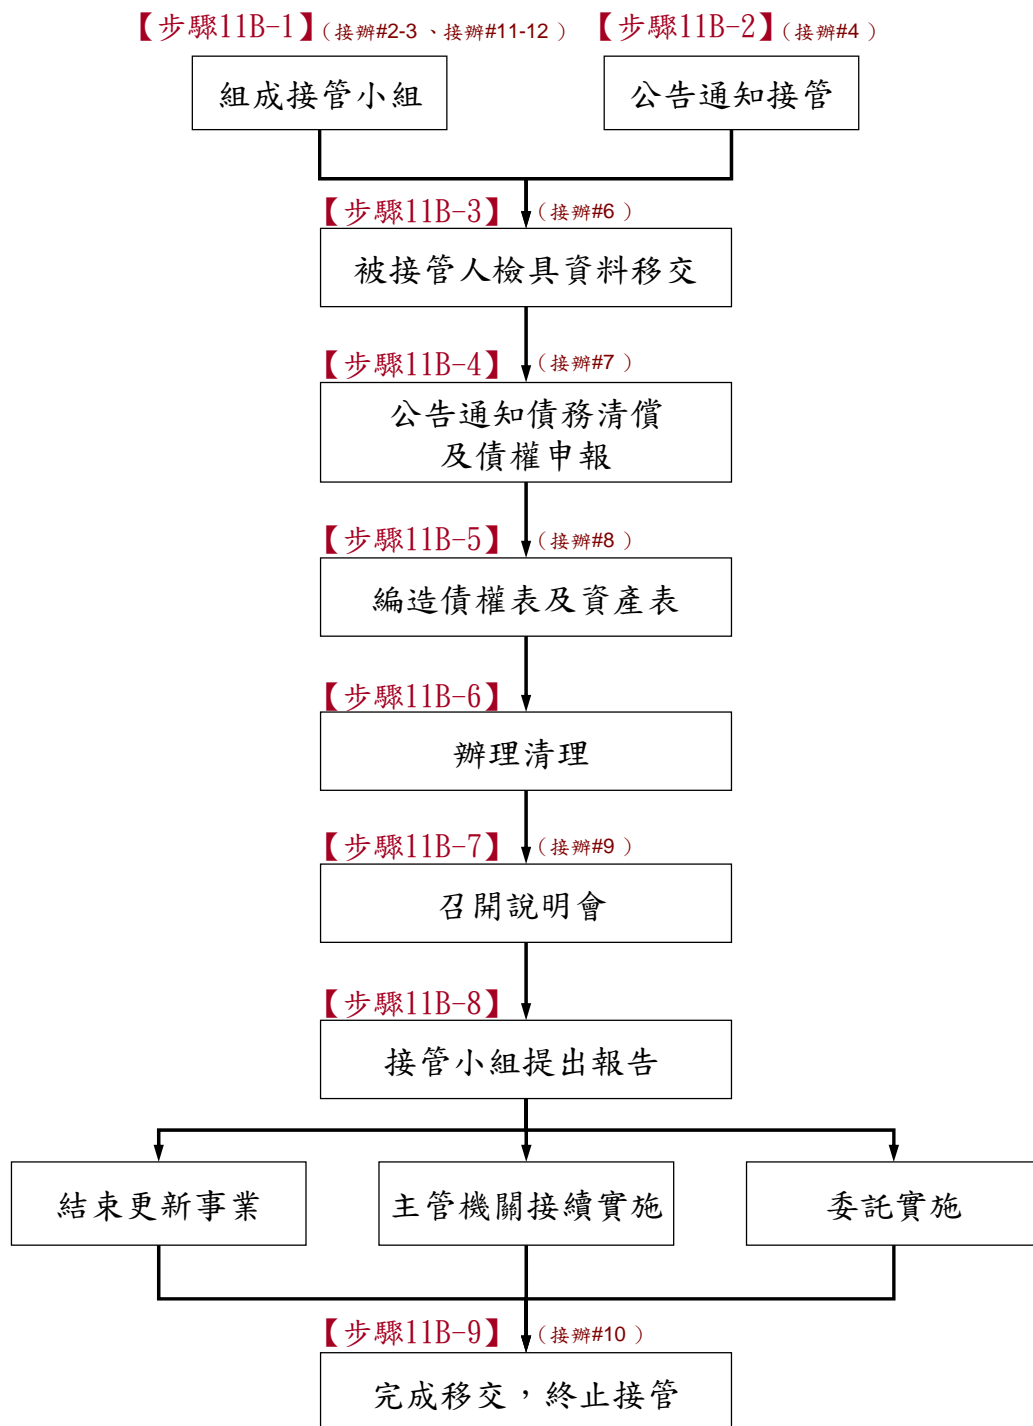 【步驟11B-1】(接辦#2-3、接辦#11-12) 【步驟11B-2】(接辦#4)
組成接管小組 公告通知接管
【步驟11B-3】 (接辦#6)
被接管人檢具資料移交
【步驟11B-4】 (接辦#7)
公告通知債務清償
及債權申報
【步驟11B-5】 (接辦#8)
編造債權表及資產表
【步驟11B-6】
辦理清理
【步驟11B-7】 (接辦#9)
召開說明會
【步驟11B-8】
接管小組提出報告
結束更新事業 主管機關接續實施 委託實施
【步驟11B-9】 (接辦#10)
完成移交，終止接管